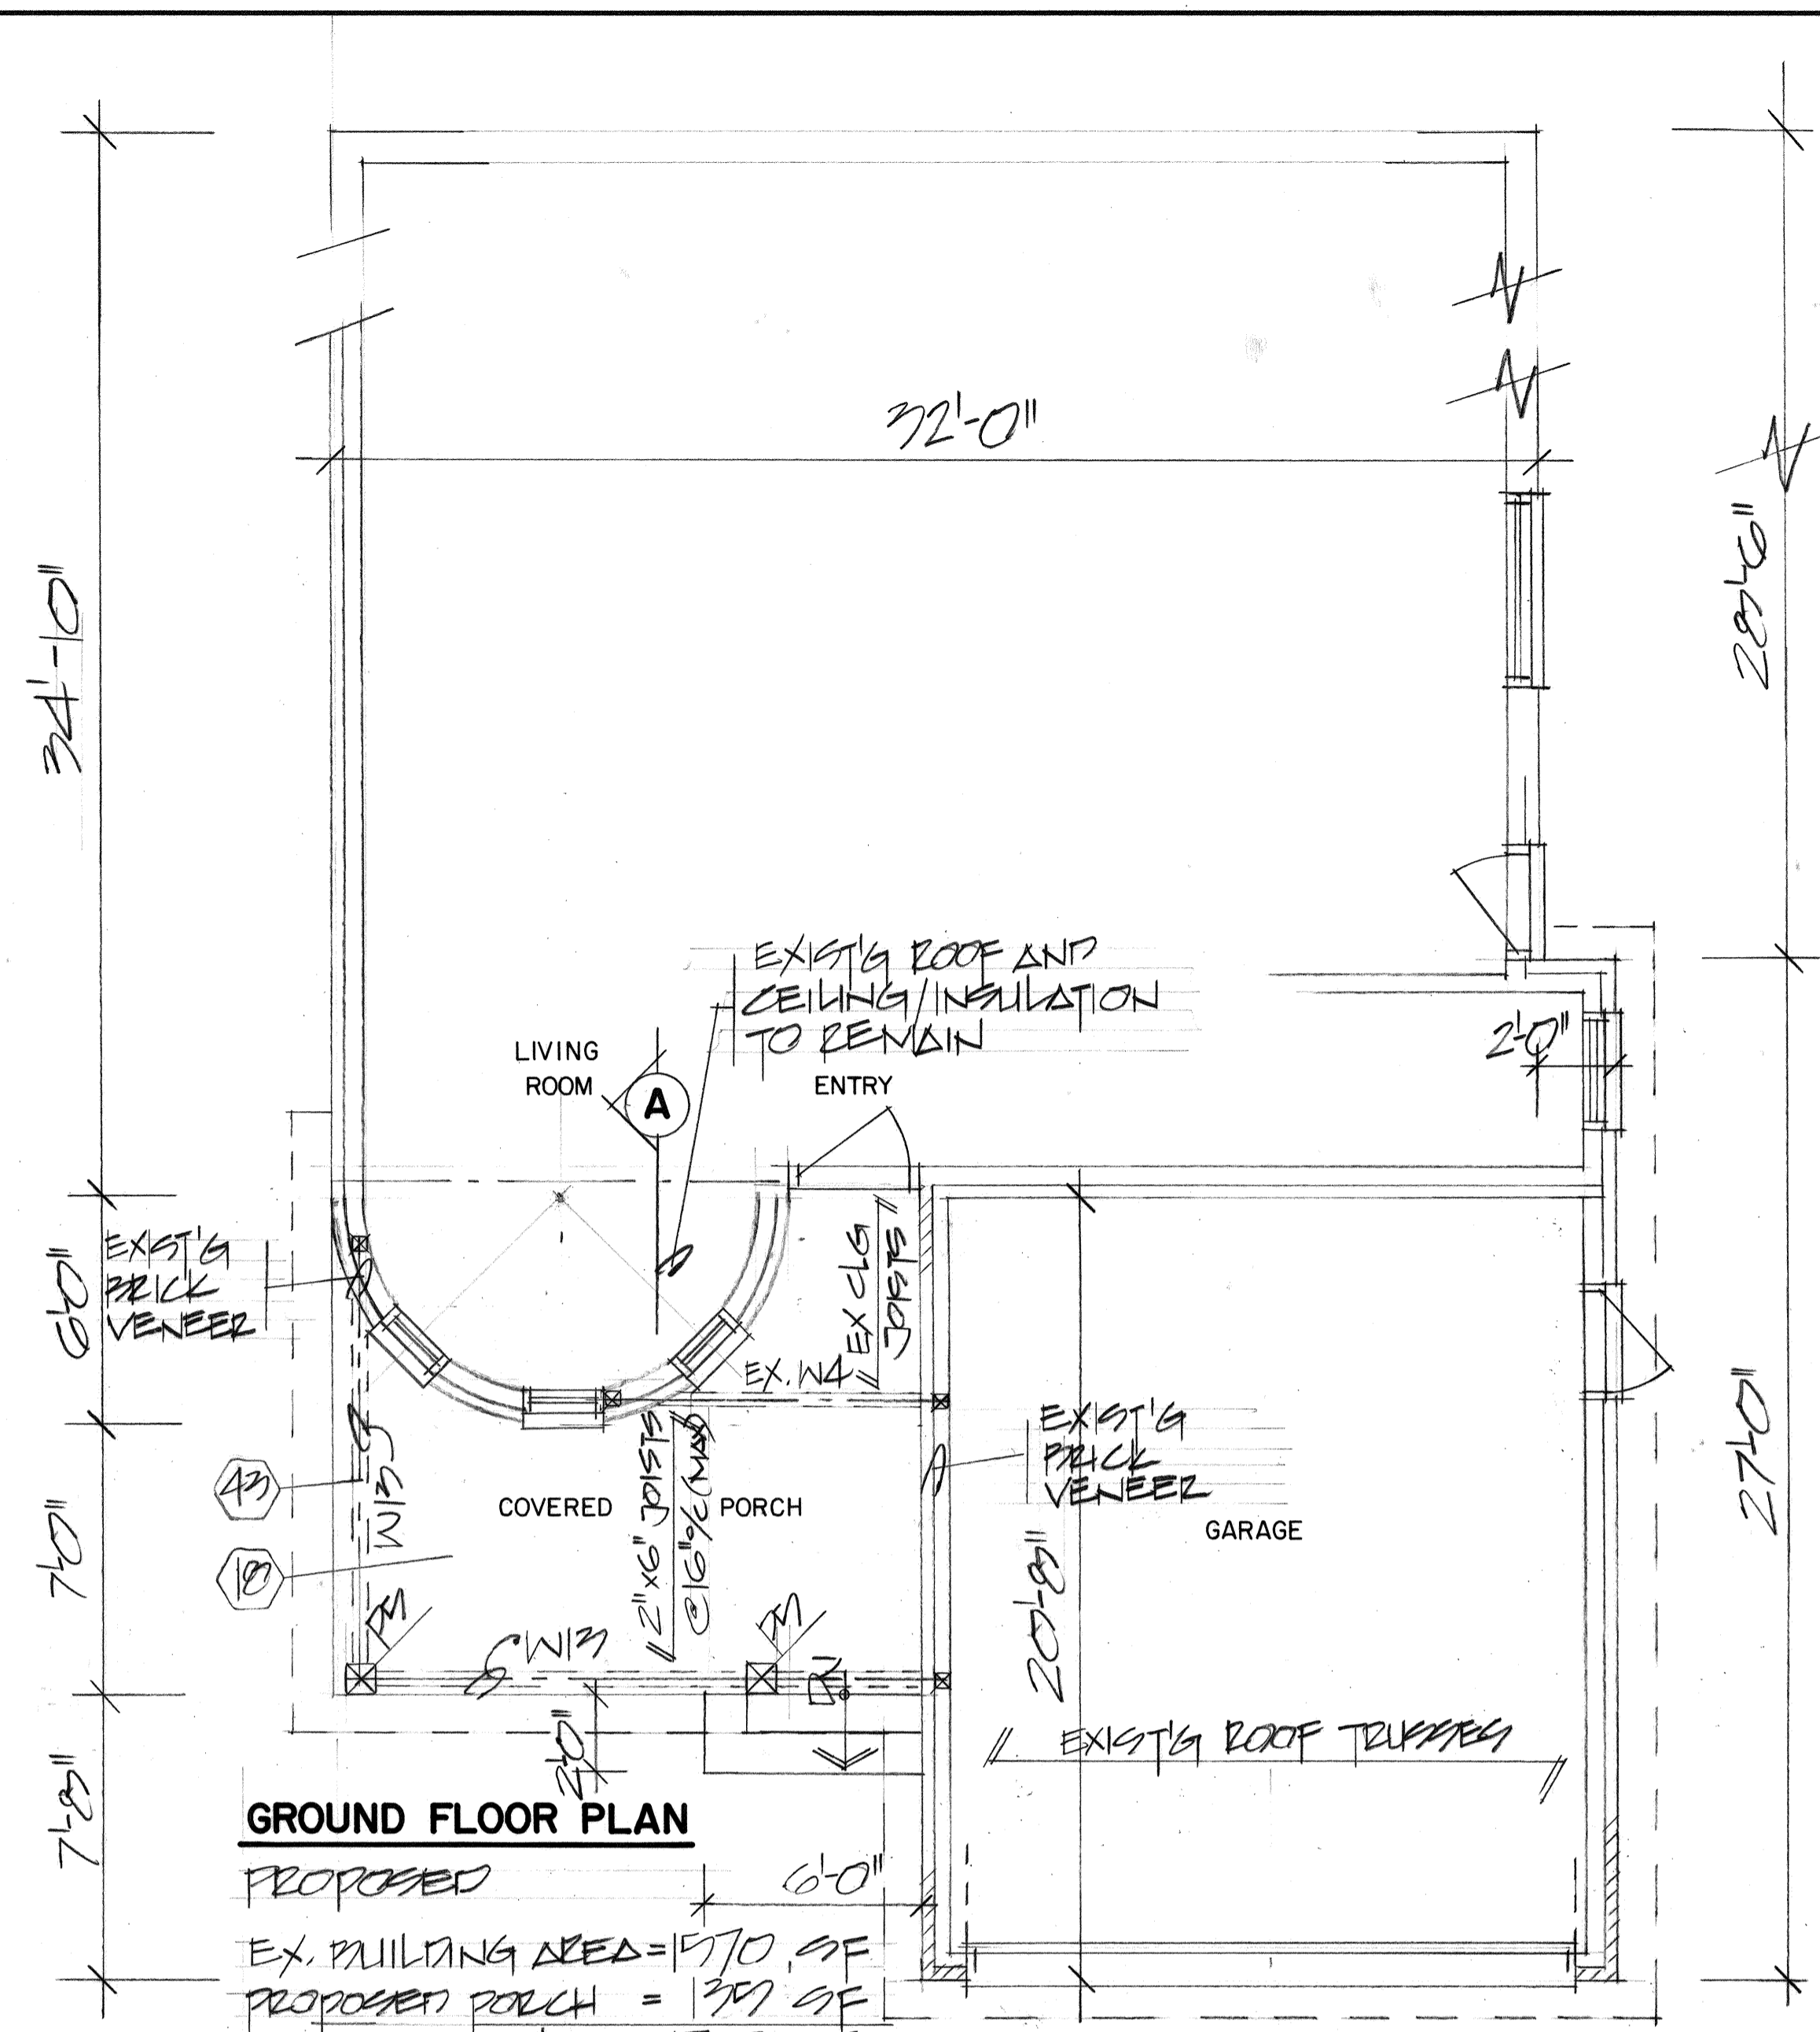 32'-0"
34'-10"
28'-6"
EXIST'G ROOF AND
CEILING/INSULATION
TO REMAIN
LIVING
ROOM
A
ENTRY
2'-0"
EXIST'G
BRICK
VENEER
6'-0"
EX CLG
JOISTS
EX. W4
EXIST'G
BRICK
VENEER
27'-0"
43
W13
COVERED PORCH
2"x6" JOISTS
@16"o/c (MAX)
GARAGE
7'-0"
18
P3
P3
W13
20'-8"
EXIST'G ROOF TRUSSES
2'-0"
7'-8"
GROUND FLOOR PLAN
PROPOSED
6'-0"
EX. BUILDING AREA = 1570 SF
PROPOSED PORCH = 135 SF